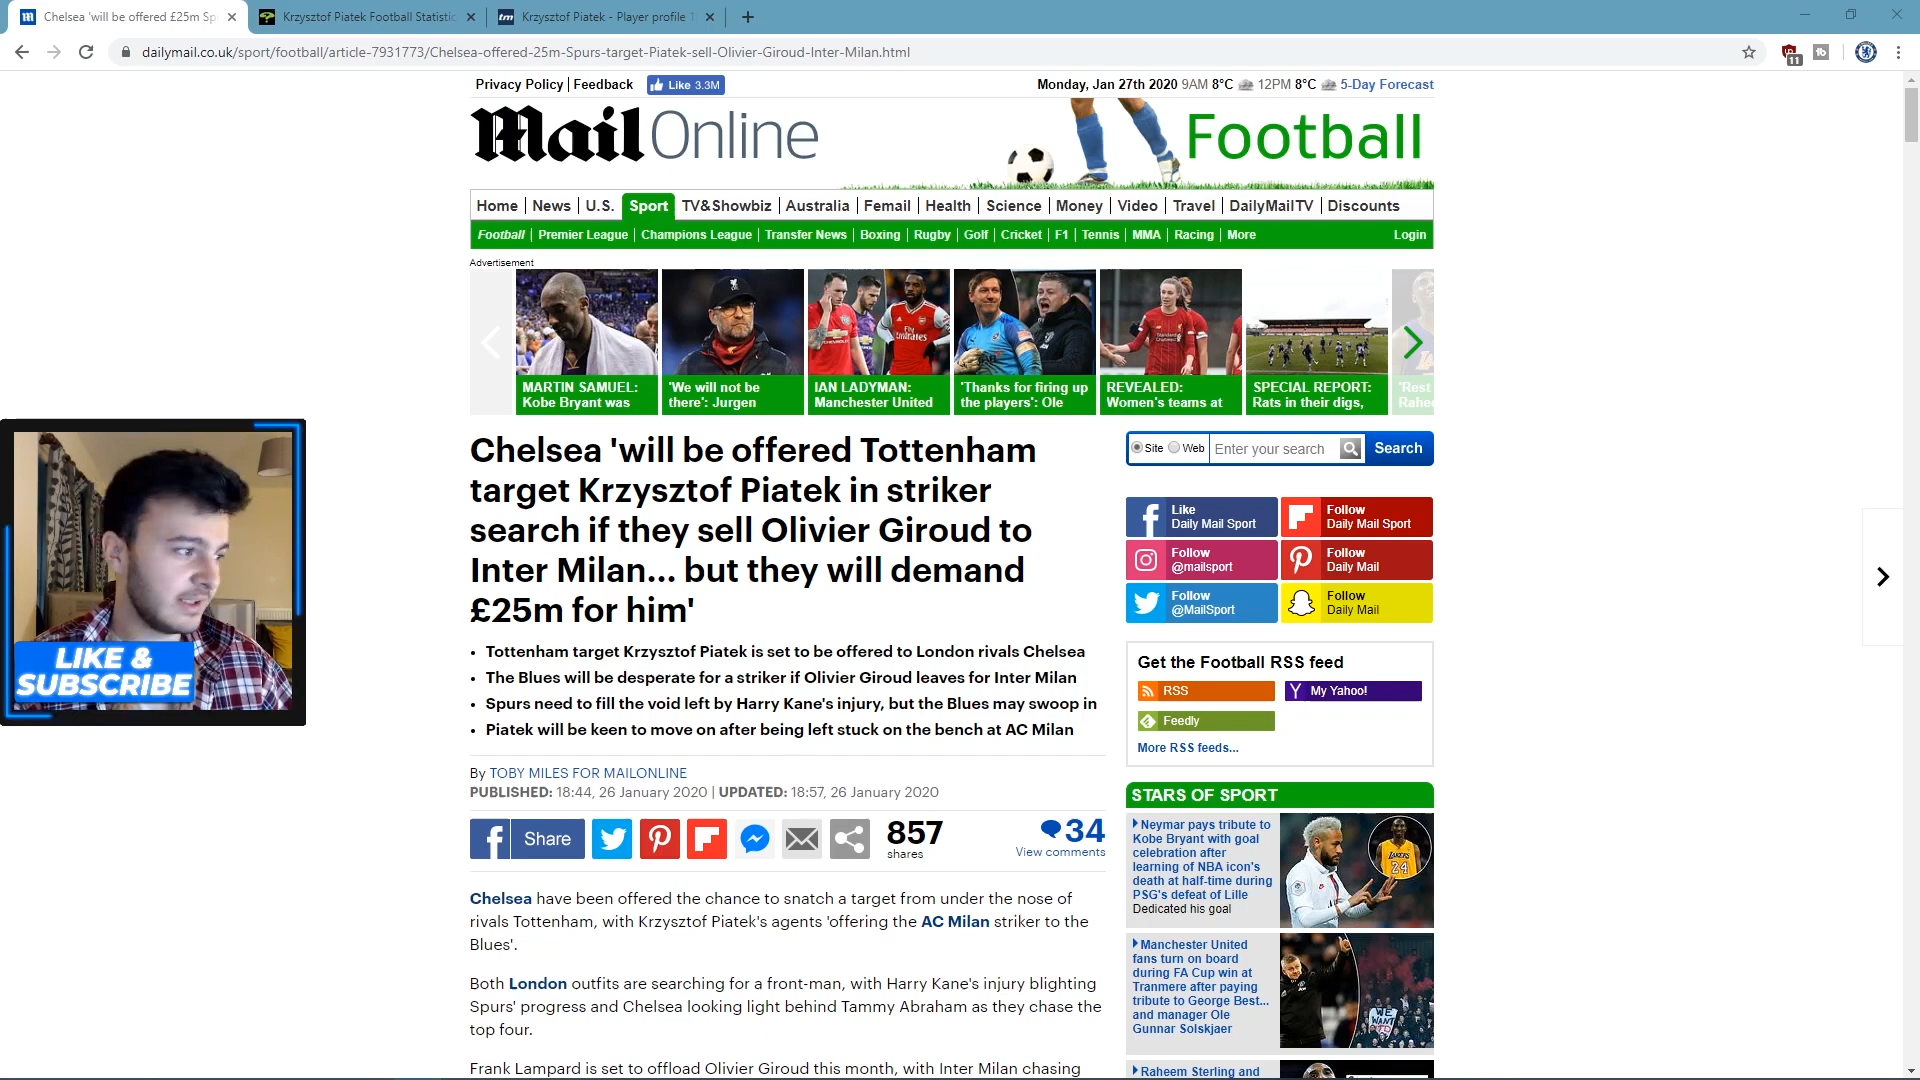 Chelsea 'will be offered £25m Sp
Krzysztof Piatek Football Statistic
Krzysztof Piatek - Player profile 1
dailymail.co.uk/sport/football/article-7931773/Chelsea-offered-25m-Spurs-target-Piatek-sell-Olivier-Giroud-Inter-Milan.html
11
Privacy Policy | Feedback Like 3.3M
Monday, Jan 27th 2020 9AM 8°C 12PM 8°C 5-Day Forecast
Mail Online Football
Home News U.S. Sport TV&Showbiz Australia Femail Health Science Money Video Travel DailyMailTV Discounts
Football Premier League Champions League Transfer News Boxing Rugby Golf Cricket F1 Tennis MMA Racing More Login
Advertisement
MARTIN SAMUEL:
Kobe Bryant was
'We will not be
there': Jurgen
IAN LADYMAN:
Manchester United
'Thanks for firing up
the players': Ole
REVEALED:
Women's teams at
SPECIAL REPORT:
Rats in their digs,
'Rest
Rahe
Chelsea 'will be offered Tottenham
target Krzysztof Piatek in striker
search if they sell Olivier Giroud to
Inter Milan... but they will demand
£25m for him'
• Tottenham target Krzysztof Piatek is set to be offered to London rivals Chelsea
• The Blues will be desperate for a striker if Olivier Giroud leaves for Inter Milan
• Spurs need to fill the void left by Harry Kane's injury, but the Blues may swoop in
• Piatek will be keen to move on after being left stuck on the bench at AC Milan
By TOBY MILES FOR MAILONLINE
PUBLISHED: 18:44, 26 January 2020 | UPDATED: 18:57, 26 January 2020
Share
857
shares
34
View comments
Chelsea have been offered the chance to snatch a target from under the nose of
rivals Tottenham, with Krzysztof Piatek's agents 'offering the AC Milan striker to the
Blues'.
Both London outfits are searching for a front-man, with Harry Kane's injury blighting
Spurs' progress and Chelsea looking light behind Tammy Abraham as they chase the
top four.
Frank Lampard is set to offload Olivier Giroud this month, with Inter Milan chasing
LIKE &
SUBSCRIBE
Site Web Enter your search Search
Like
Daily Mail Sport
Follow
Daily Mail Sport
Follow
@mailsport
Follow
Daily Mail
Follow
@MailSport
Follow
Daily Mail
Get the Football RSS feed
RSS
My Yahoo!
Feedly
More RSS feeds...
STARS OF SPORT
Neymar pays tribute to
Kobe Bryant with goal
celebration after
learning of NBA icon's
death at half-time during
PSG's defeat of Lille
Dedicated his goal
LAKERS
24
Manchester United
fans turn on board
during FA Cup win at
Tranmere after paying
tribute to George Best...
and manager Ole
Gunnar Solskjaer
WE
WANT
Raheem Sterling and